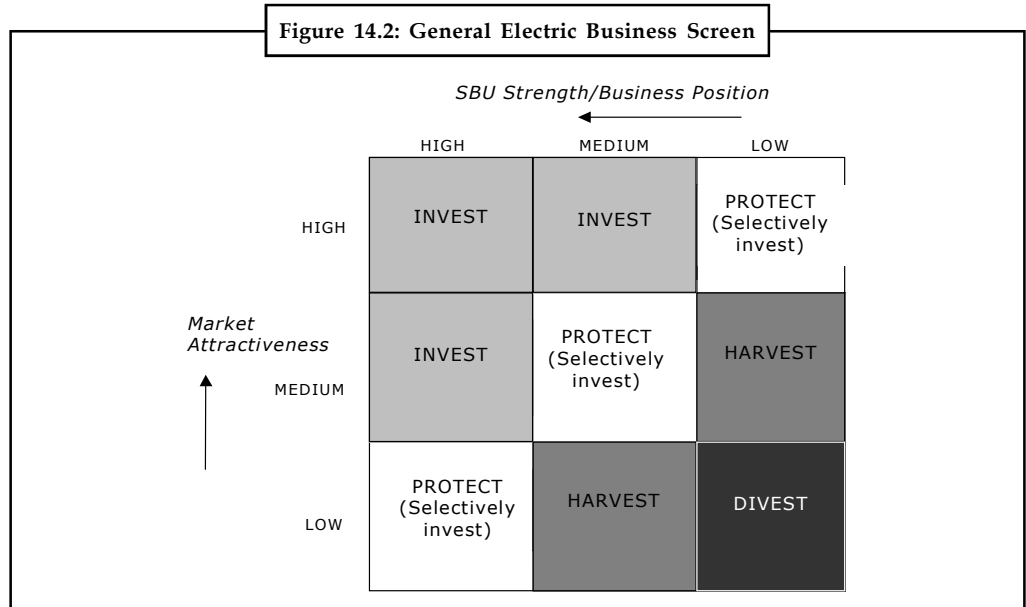 Figure 14.2: General Electric Business Screen
SBU Strength/Business Position
HIGH MEDIUM LOW
HIGH
INVEST
INVEST
PROTECT
(Selectively
invest)
Market
Attractiveness
MEDIUM
INVEST
PROTECT
(Selectively
invest)
HARVEST
LOW
PROTECT
(Selectively
invest)
HARVEST
DIVEST